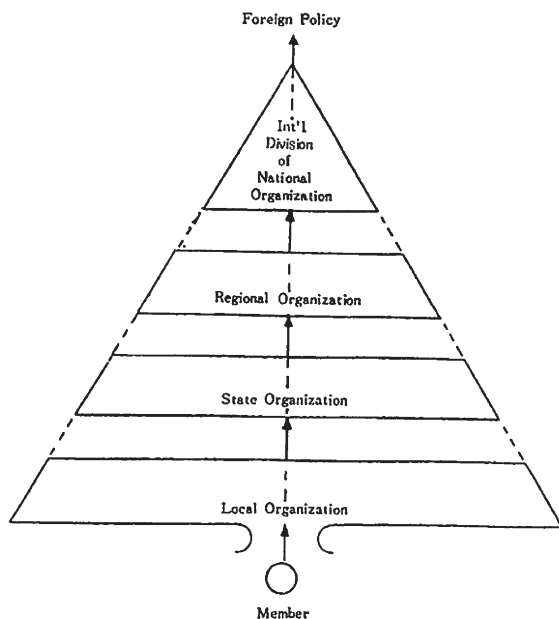 Foreign Policy
Int'l
Division
of
National
Organization
Regional Organization
State Organization
Local Organization
Member